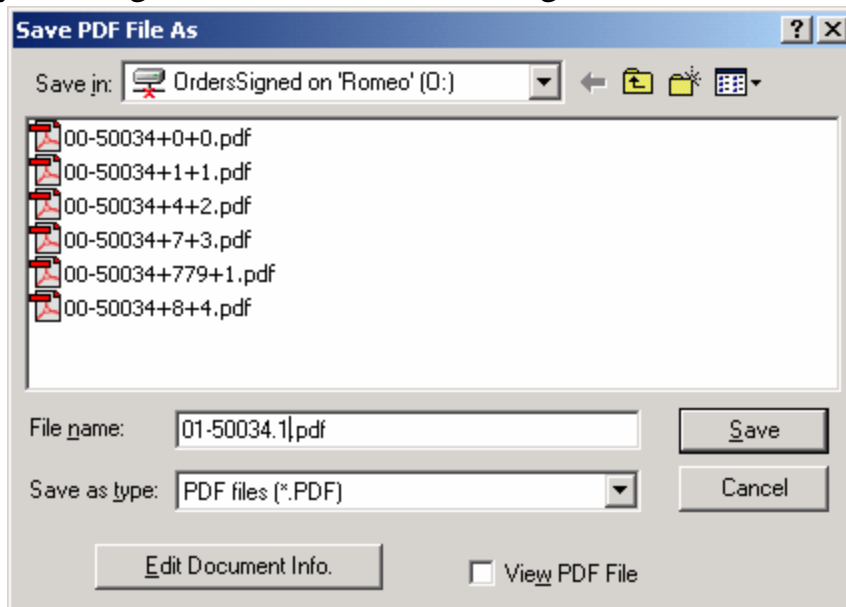 Save PDF File As
Save in: OrdersSigned on 'Romeo' (O:)
00-50034+0+0.pdf
00-50034+1+1.pdf
00-50034+4+2.pdf
00-50034+7+3.pdf
00-50034+779+1.pdf
00-50034+8+4.pdf
File name: 01-50034.1.pdf Save
Save as type: PDF files (*.PDF) Cancel
Edit Document Info. View PDF File